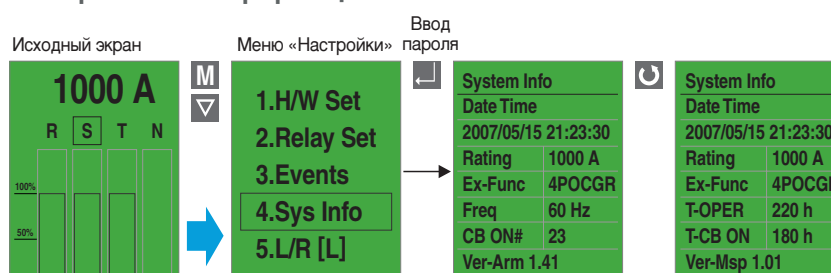 Исходный экран
Меню «Настройки»
Ввод
пароля
1000 A
R S T N
100%
50%
M
1.H/W Set
2.Relay Set
3.Events
4.Sys Info
5.L/R [L]
System Info
Date Time
2007/05/15 21:23:30
Rating 1000 A
Ex-Func 4POCGR
Freq 60 Hz
CB ON# 23
Ver-Arm 1.41
System Info
Date Time
2007/05/15 21:23:30
Rating 1000 A
Ex-Func
T-OPER 220 h
T-CB ON 180 h
Ver-Msp 1.01